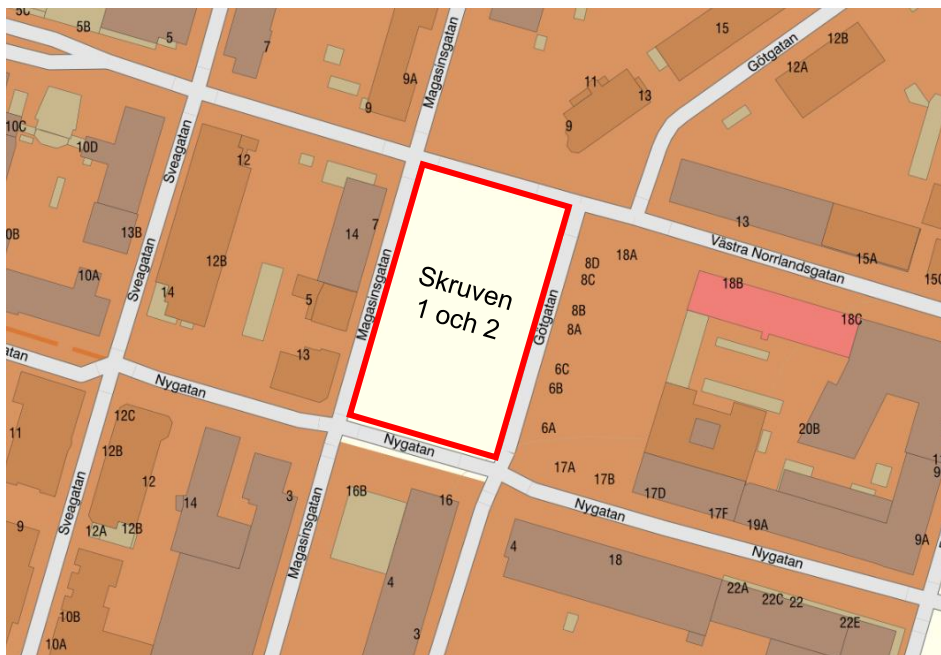 5C
5B
5
7
9A
9
Magasinsgatan
15
12B
12A
Götgatan
11
13
9
10C
10D
Sveagatan
12
13B
0B
10A
12B
14
14
7
5
13
Sveagatan
Magasinsgatan
Skruven
1 och 2
Götgatan
8D
8C
18A
8B
8A
6C
6B
6A
13
Västra Norrlandsgatan
15A
18B
18C
20B
atan
Nygatan
Nygatan
17A
17B
17D
17F
19A
9A
11
12C
12B
12
14
3
12A
12B
Sveagatan
9
10B
10A
Magasinsgatan
16B
16
4
3
Nygatan
Nygatan
4
18
22A
22C
22
22E